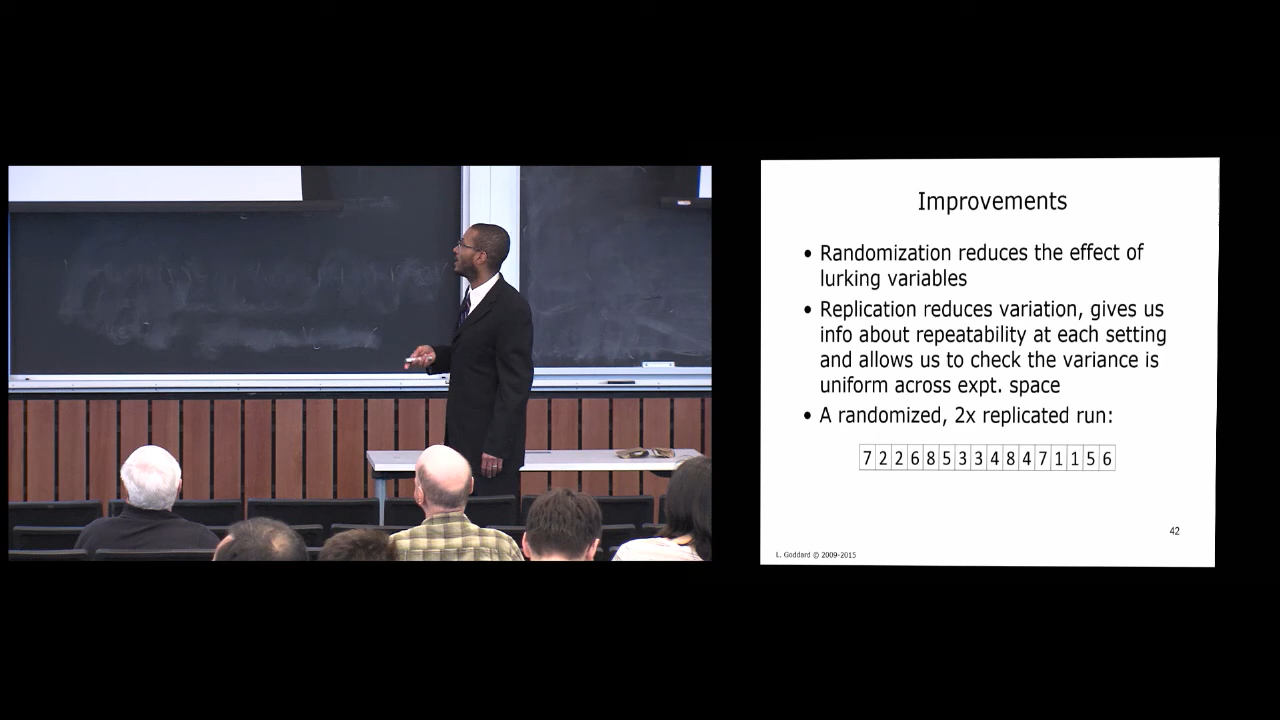 Improvements
• Randomization reduces the effect of
lurking variables
• Replication reduces variation, gives us
info about repeatability at each setting
and allows us to check the variance is
uniform across expt. space
• A randomized, 2x replicated run:
7 2 2 6 8 5 3 3 4 8 4 7 1 1 5 6
42
L. Goddard © 2009-2015